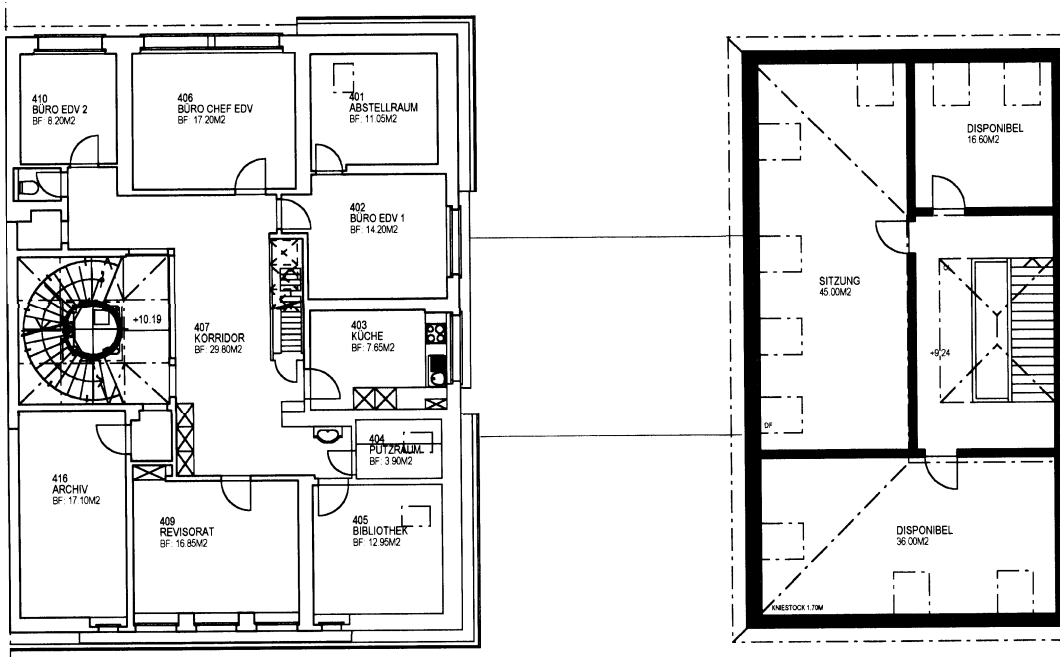 410
BÜRO EDV 2
BF: 8.20M2
406
BÜRO CHEF EDV
BF: 17.20M2
401
ABSTELLRAUM
BF: 11.05M2
402
BÜRO EDV 1
BF: 14.20M2
+10.19
407
KORRIDOR
BF: 29.80M2
403
KÜCHE
BF: 7.65M2
404
PUTZRAUM
BF: 3.90M2
416
ARCHIV
BF: 17.10M2
409
REVISORAT
BF: 16.85M2
405
BIBLIOTHEK
BF: 12.95M2
DISPONIBEL
16.60M2
SITZUNG
45.00M2
+9.24
DF
DISPONIBEL
36.00M2
KNIESTOCK 1.70M